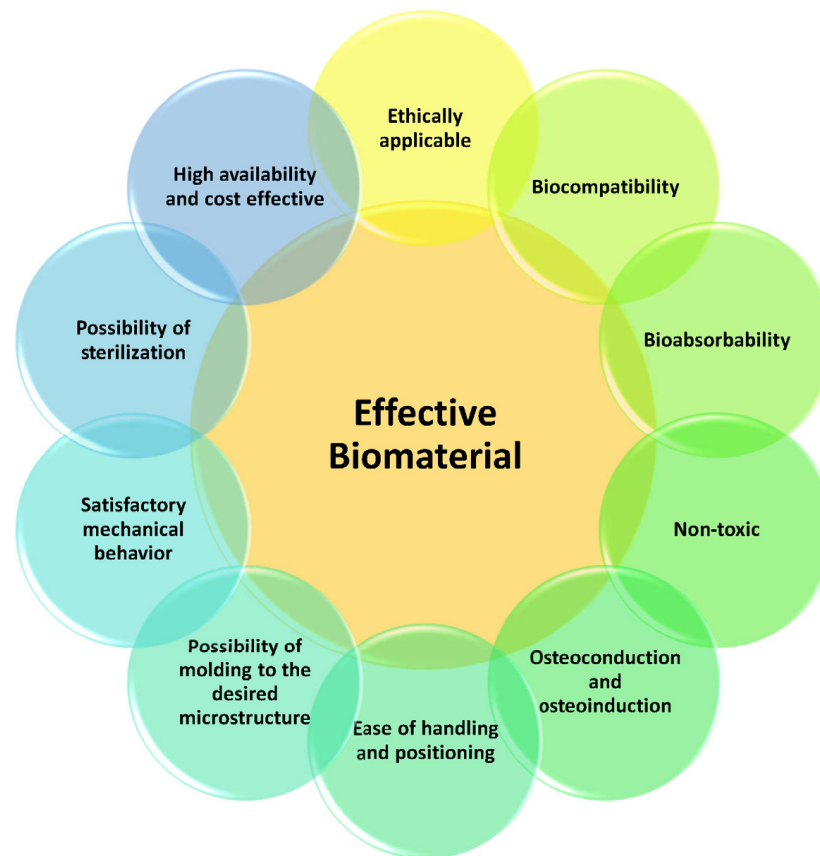 Ethically
applicable
Biocompatibility
Bioabsorbability
Non-toxic
Osteoconduction
and
osteoinduction
Ease of handling
and positioning
Possibility of
molding to the
desired
microstructure
Satisfactory
mechanical
behavior
Possibility of
sterilization
High availability
and cost effective
Effective
Biomaterial